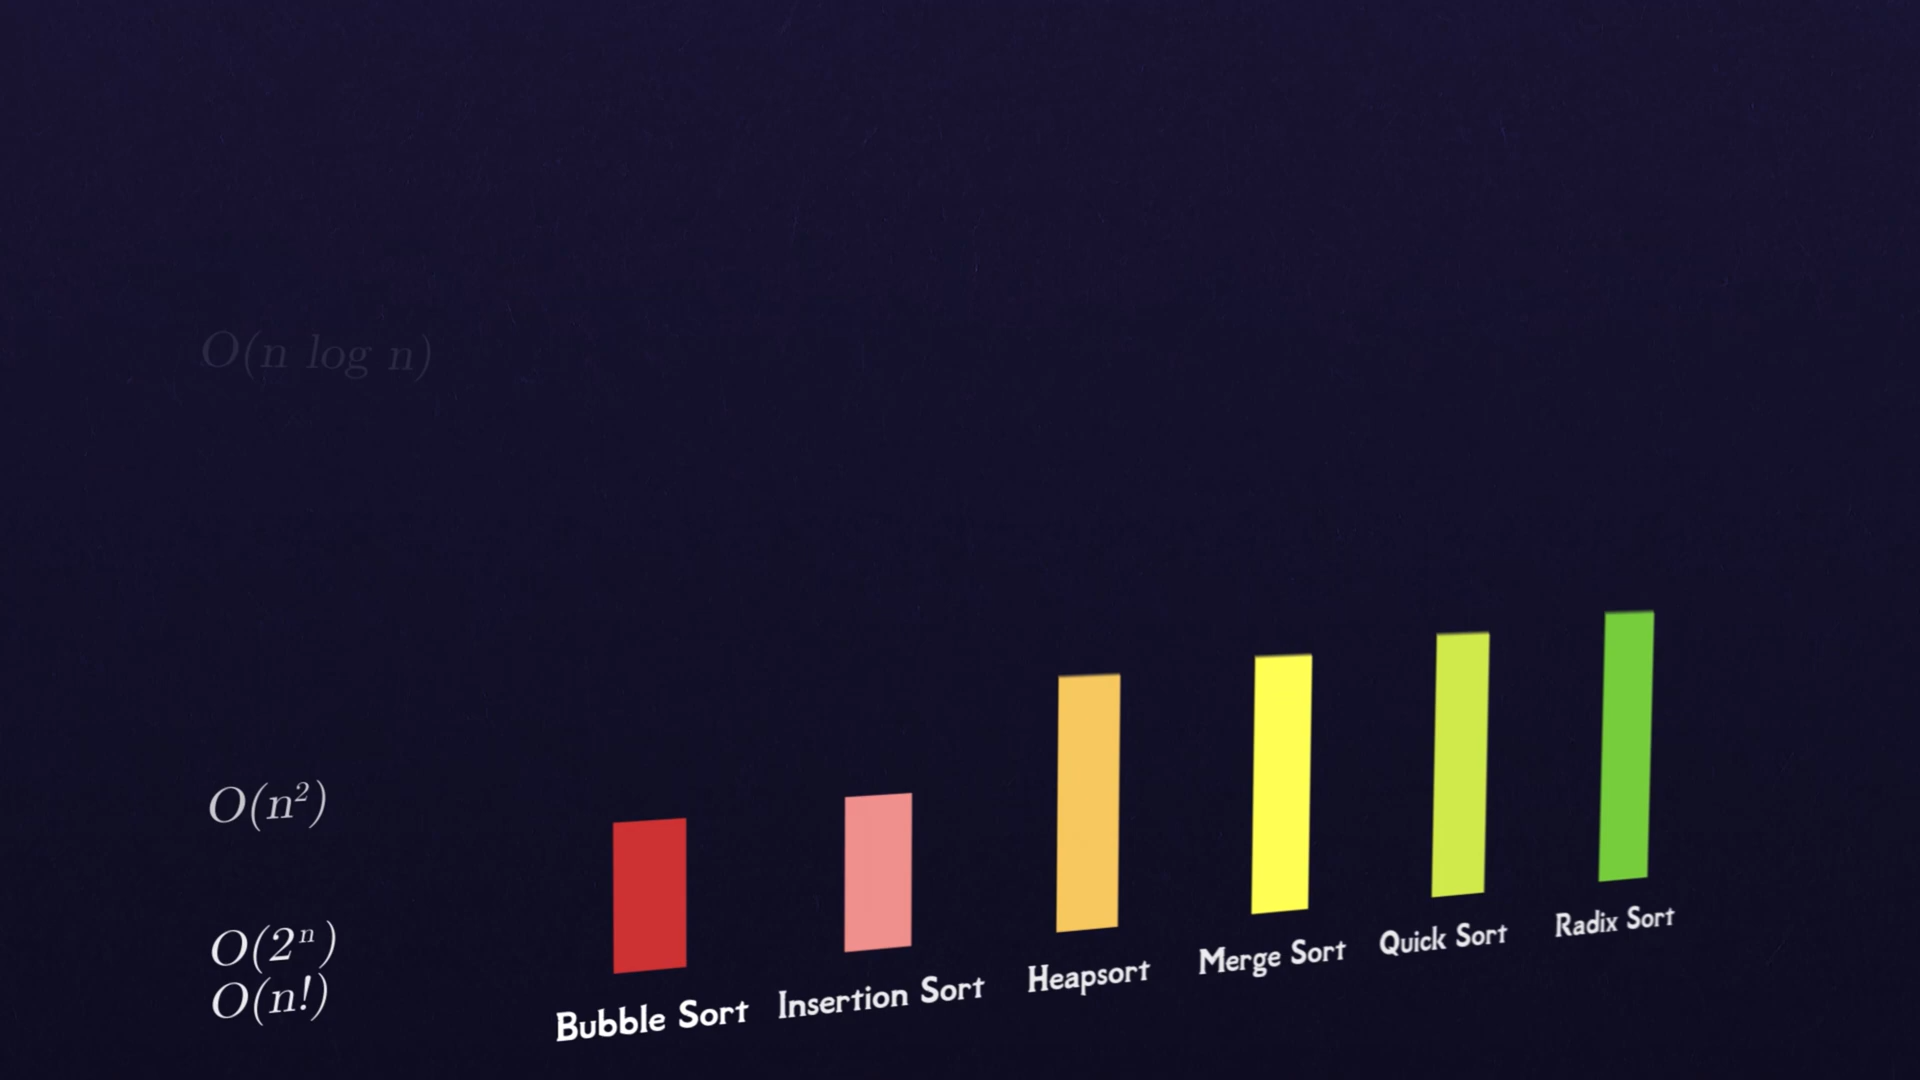 O(n log n)
O(n²)
O(2ⁿ)
O(n!)
Bubble Sort
Insertion Sort
Heapsort
Merge Sort
Quick Sort
Radix Sort